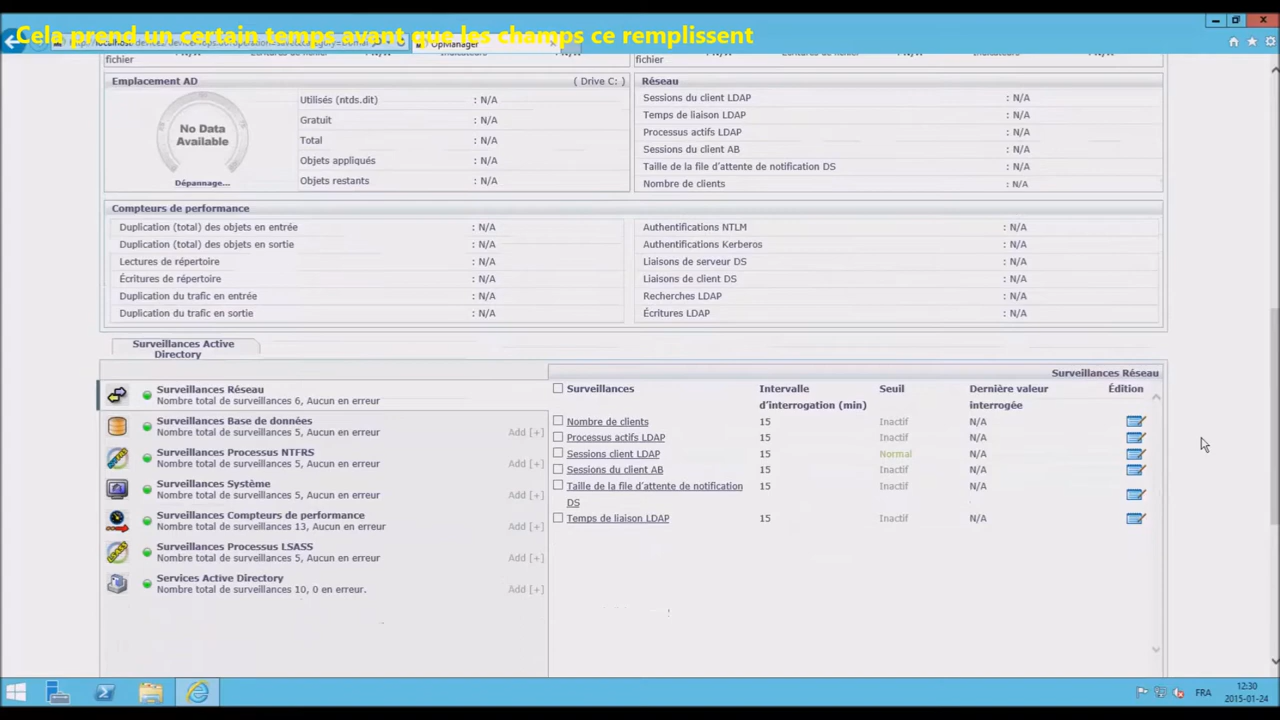 Cela prend un certain temps avant que les champs ce remplissent
OpManager
fichier
fichier
Emplacement AD ( Drive C: )
No Data
Available
Dépannage...
Utilisés (ntds.dit) : N/A
Gratuit : N/A
Total : N/A
Objets appliqués : N/A
Objets restants : N/A
Réseau
Sessions du client LDAP : N/A
Temps de liaison LDAP : N/A
Processus actifs LDAP : N/A
Sessions du client AB : N/A
Taille de la file d'attente de notification DS : N/A
Nombre de clients : N/A
Compteurs de performance
Duplication (total) des objets en entrée : N/A
Duplication (total) des objets en sortie : N/A
Lectures de répertoire : N/A
Écritures de répertoire : N/A
Duplication du trafic en entrée : N/A
Duplication du trafic en sortie : N/A
Authentifications NTLM : N/A
Authentifications Kerberos : N/A
Liaisons de serveur DS : N/A
Liaisons de client DS : N/A
Recherches LDAP : N/A
Écritures LDAP : N/A
Surveillances Active
Directory
Surveillances Réseau
Nombre total de surveillances 6, Aucun en erreur
Surveillances Base de données
Nombre total de surveillances 5, Aucun en erreur Add [+]
Surveillances Processus NTFRS
Nombre total de surveillances 5, Aucun en erreur Add [+]
Surveillances Système
Nombre total de surveillances 5, Aucun en erreur Add [+]
Surveillances Compteurs de performance
Nombre total de surveillances 13, Aucun en erreur Add [+]
Surveillances Processus LSASS
Nombre total de surveillances 5, Aucun en erreur Add [+]
Services Active Directory
Nombre total de surveillances 10, 0 en erreur. Add [+]
Surveillances Réseau
Surveillances Intervalle Seuil Dernière valeur Édition
d'interrogation (min) interrogée
Nombre de clients 15 Inactif N/A
Processus actifs LDAP 15 Inactif N/A
Sessions client LDAP 15 Normal N/A
Sessions du client AB 15 Inactif N/A
Taille de la file d'attente de notification 15 Inactif N/A
DS
Temps de liaison LDAP 15 Inactif N/A
FRA
12:30
2015-01-24